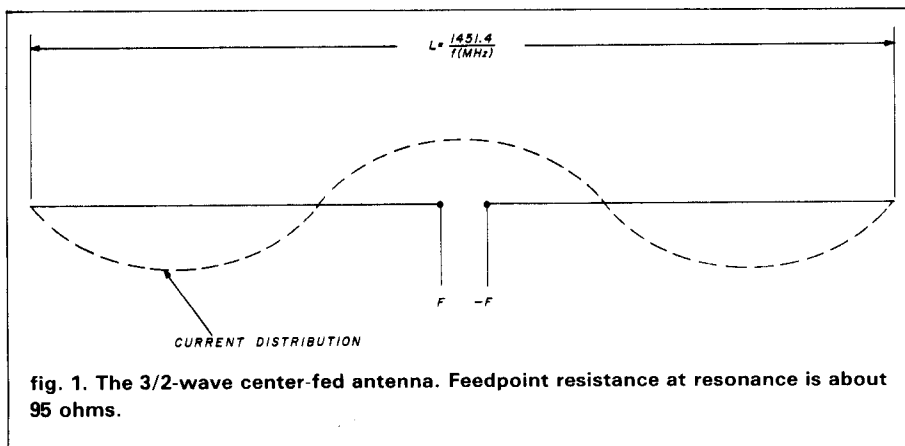 L= 1451.4
f(MHz)
F -F
CURRENT DISTRIBUTION
fig. 1. The 3/2-wave center-fed antenna. Feedpoint resistance at resonance is about
95 ohms.